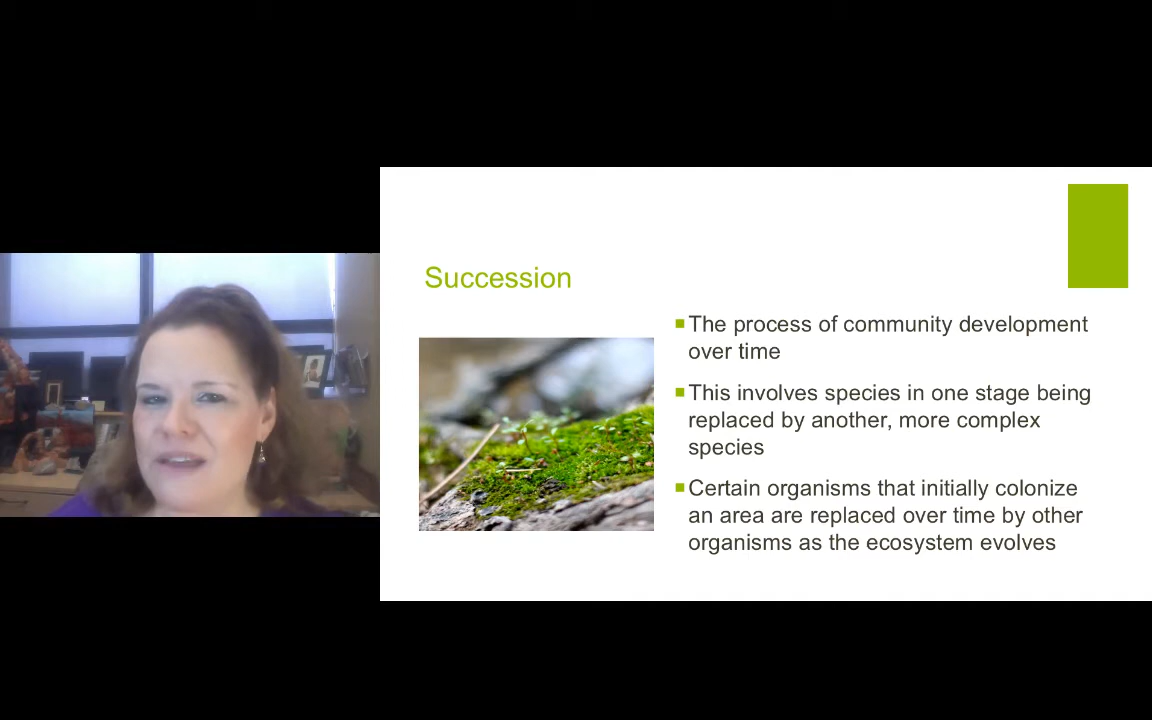 Succession
The process of community development
over time
This involves species in one stage being
replaced by another, more complex
species
Certain organisms that initially colonize
an area are replaced over time by other
organisms as the ecosystem evolves